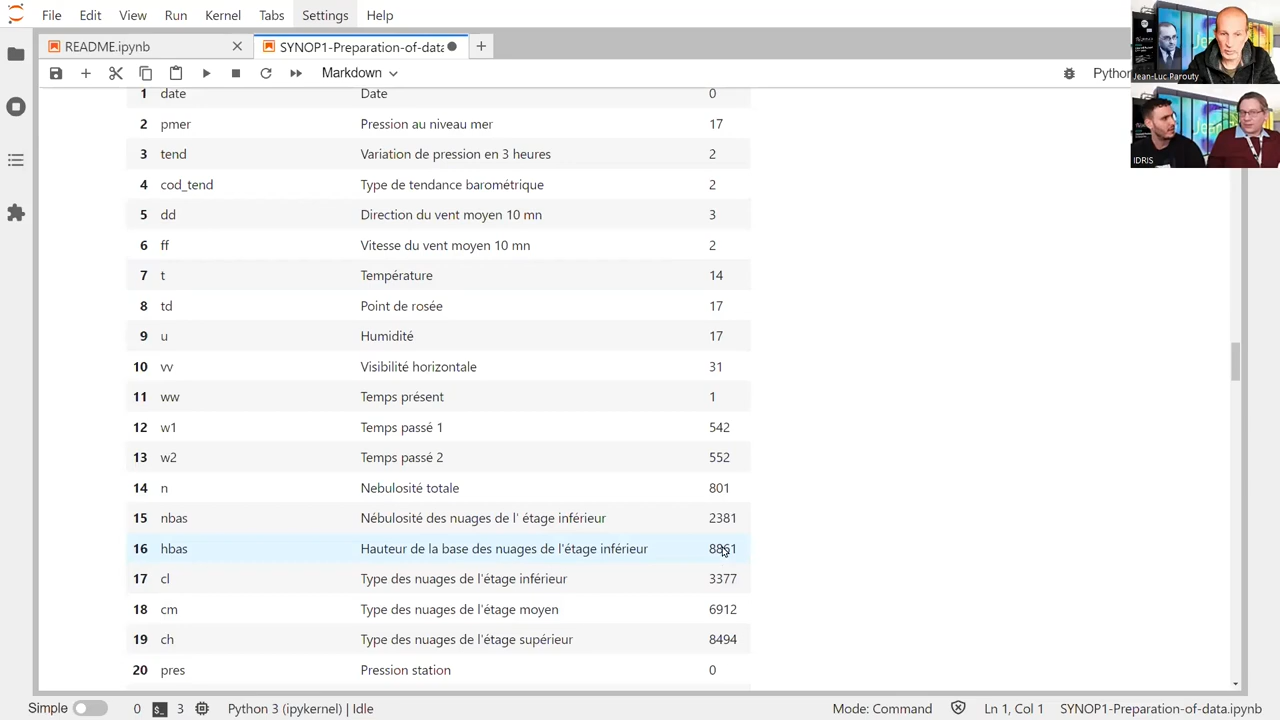 File Edit View Run Kernel Tabs Settings Help
README.ipynb
SYNOP1-Preparation-of-data
Markdown
Python
1 date Date 0
2 pmer Pression au niveau mer 17
3 tend Variation de pression en 3 heures 2
4 cod_tend Type de tendance barométrique 2
5 dd Direction du vent moyen 10 mn 3
6 ff Vitesse du vent moyen 10 mn 2
7 t Température 14
8 td Point de rosée 17
9 u Humidité 17
10 vv Visibilité horizontale 31
11 ww Temps présent 1
12 w1 Temps passé 1 542
13 w2 Temps passé 2 552
14 n Nebulosité totale 801
15 nbas Nébulosité des nuages de l' étage inférieur 2381
16 hbas Hauteur de la base des nuages de l'étage inférieur
17 cl Type des nuages de l'étage inférieur 3377
18 cm Type des nuages de l'étage moyen 6912
19 ch Type des nuages de l'étage supérieur 8494
20 pres Pression station 0
Jean-Luc Parouty
IDRIS
Simple 0 3 Python 3 (ipykernel) | Idle Mode: Command Ln 1, Col 1 SYNOP1-Preparation-of-data.ipynb